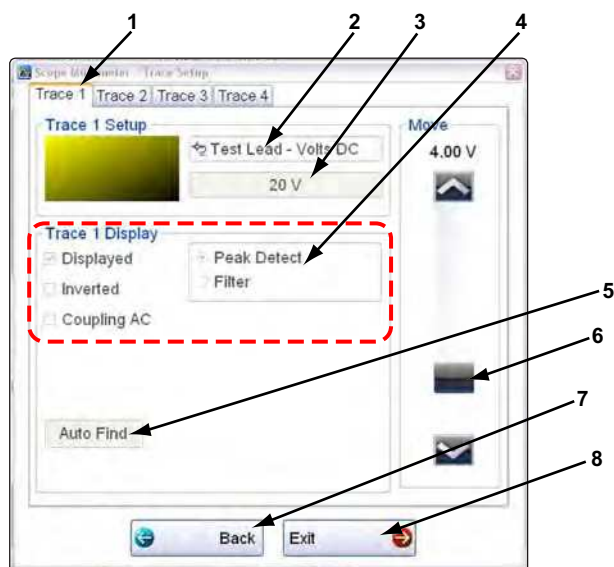 1 2 3 4
Scope Multimeter - Trace Setup
Trace 1 Trace 2 Trace 3 Trace 4
Trace 1 Setup
Test Lead - Volts DC
20 V
Move
4.00 V
Trace 1 Display
Displayed
Inverted
Coupling AC
Peak Detect
Filter
5
6
7
Auto Find
8
Back
Exit